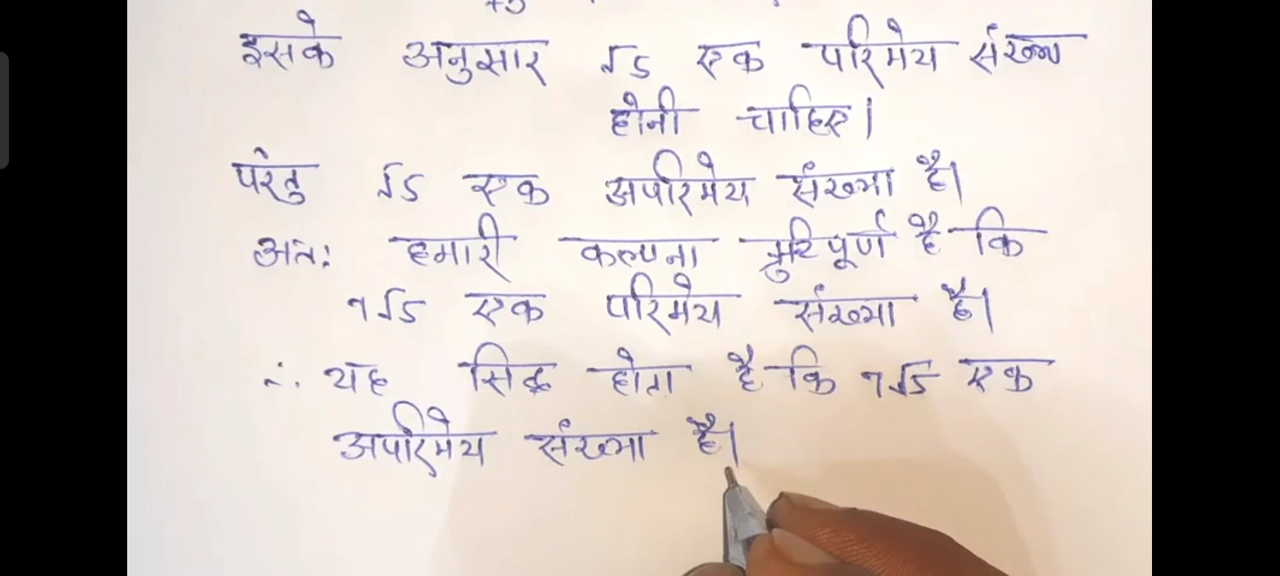 इसके अनुसार √5 एक परिमेय संख्या
होनी चाहिए।
परंतु √5 एक अपरिमेय संख्या है।
अतः हमारी कल्पना त्रुटिपूर्ण है कि
7√5 एक परिमेय संख्या है।
∴ यह सिद्ध होता है कि 7√5 एक
अपरिमेय संख्या है।